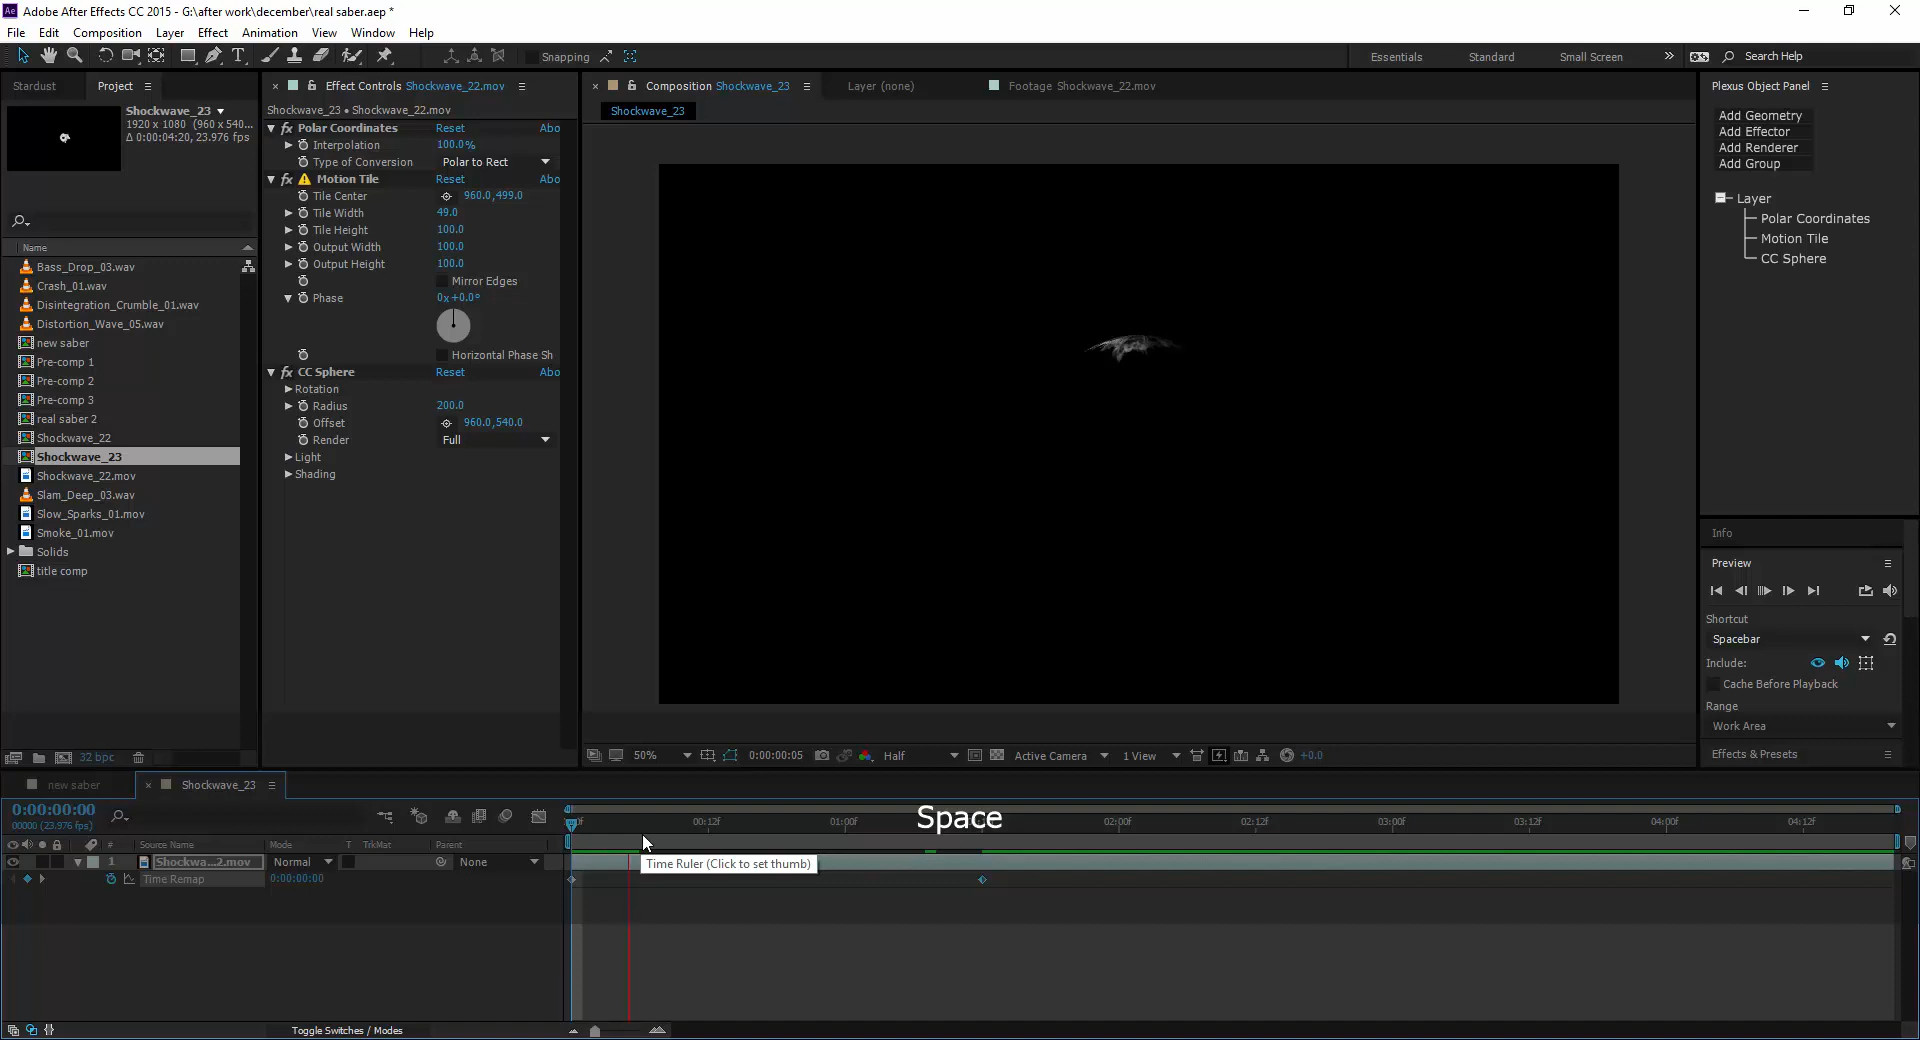 Adobe After Effects CC 2015 - G:\after work\december\real saber.aep *
File Edit Composition Layer Effect Animation View Window Help
Snapping
Essentials Standard Small Screen Search Help
Stardust Project
Effect Controls Shockwave_22.mov
Composition Shockwave_23 Layer (none) Footage Shockwave_22.mov
Plexus Object Panel
Shockwave_23
1920 x 1080 (960 x 540...
Δ 0:00:04:20, 23.976 fps)
Name
Bass_Drop_03.wav
Crash_01.wav
Disintegration_Crumble_01.wav
Distortion_Wave_05.wav
new saber
Pre-comp 1
Pre-comp 2
Pre-comp 3
real saber 2
Shockwave_22
Shockwave_23
Shockwave_22.mov
Slam_Deep_03.wav
Slow_Sparks_01.mov
Smoke_01.mov
Solids
title comp
32 bpc
Shockwave_23 • Shockwave_22.mov
fx Polar Coordinates Reset Abo
Interpolation 100.0%
Type of Conversion Polar to Rect
fx Motion Tile Reset Abo
Tile Center 960.0,499.0
Tile Width 49.0
Tile Height 100.0
Output Width 100.0
Output Height 100.0
Mirror Edges
Phase 0x+0.0°
Horizontal Phase Sh
fx CC Sphere Reset Abo
Rotation
Radius 200.0
Offset 960.0,540.0
Render Full
Light
Shading
Shockwave_23
50% 0:00:00:05 Half Active Camera 1 View +0.0
Add Geometry
Add Effector
Add Renderer
Add Group
Layer
Polar Coordinates
Motion Tile
CC Sphere
Info
Preview
Shortcut
Spacebar
Include:
Cache Before Playback
Range
Work Area
Effects & Presets
new saber Shockwave_23
0:00:00:00
00000 (23.976 fps)
# Source Name Mode T TrkMat Parent
1 Shockwa...2.mov Normal None
Time Remap 0:00:00:00
00:12f 01:00f 02:00f 02:12f 03:00f 03:12f 04:00f 04:12f
Space
Time Ruler (Click to set thumb)
Toggle Switches / Modes